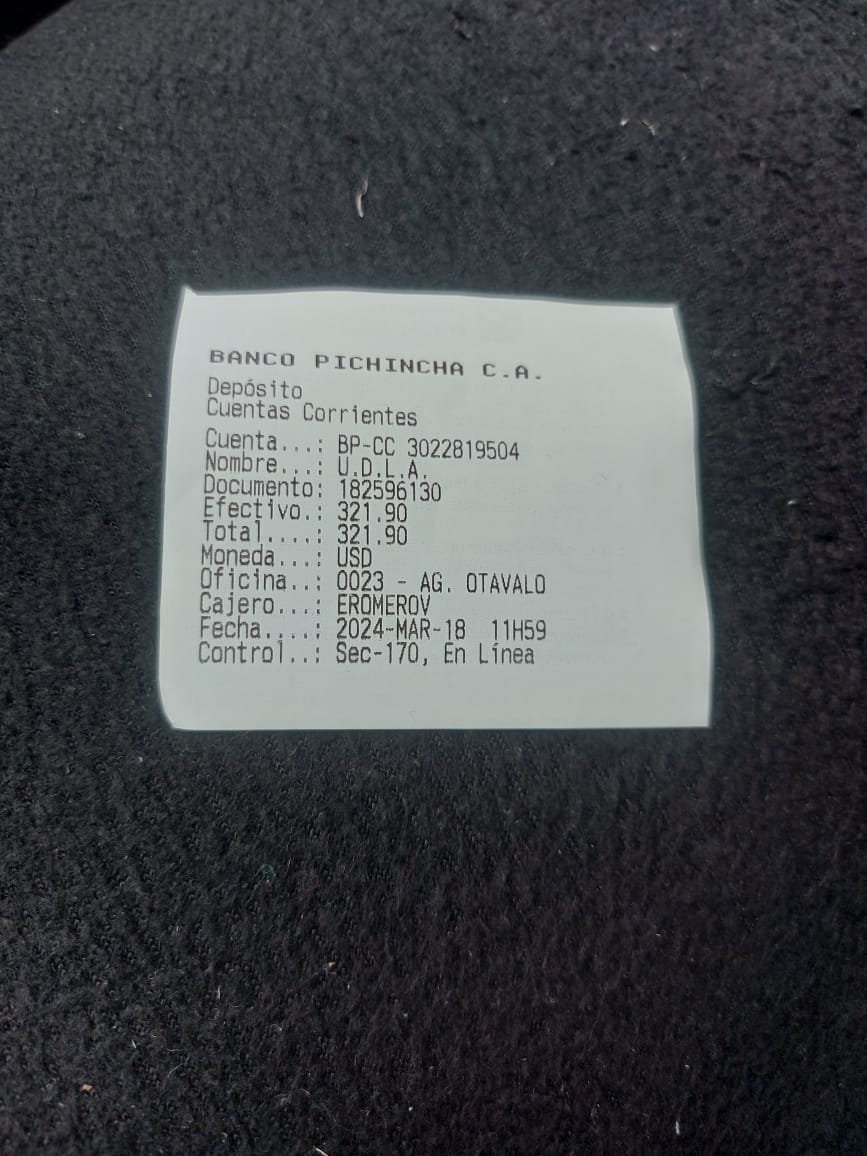 BANCO PICHINCHA C.A.
Depósito
Cuentas Corrientes
Cuenta...: BP-CC 3022819504
Nombre...: U.D.L.A.
Documento: 182596130
Efectivo.: 321.90
Total....: 321.90
Moneda...: USD
Oficina..: 0023 - AG. OTAVALO
Cajero...: EROMEROV
Fecha....: 2024-MAR-18 11H59
Control..: Sec-170, En Línea